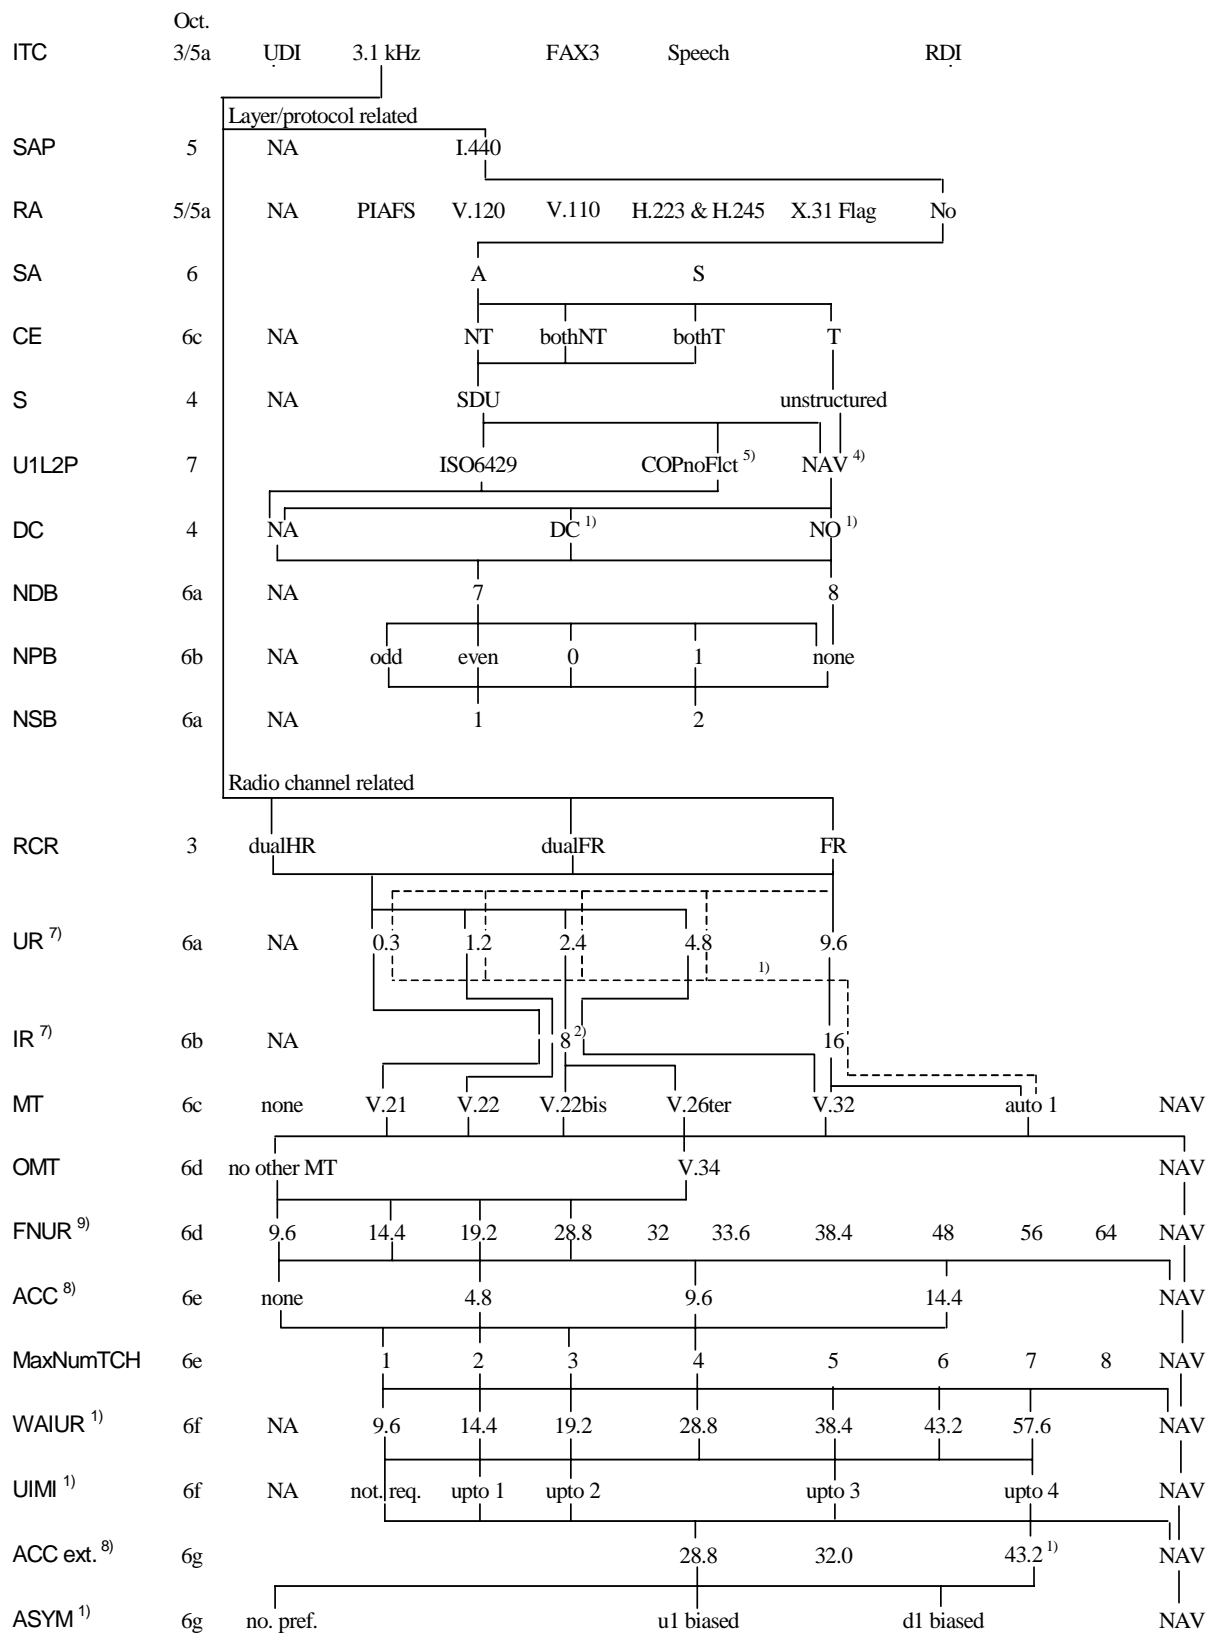 Oct.
ITC 3/5a UDI 3.1 kHz FAX3 Speech RDI
Layer/protocol related
SAP 5 NA I.440
RA 5/5a NA PIAFS V.120 V.110 H.223 & H.245 X.31 Flag No
SA 6 A S
CE 6c NA NT bothNT bothT T
S 4 NA SDU unstructured
U1L2P 7 ISO6429 COPnoFlct 5) NAV 4)
DC 4 NA DC 1) NO 1)
NDB 6a NA 7 8
NPB 6b NA odd even 0 1 none
NSB 6a NA 1 2
Radio channel related
RCR 3 dualHR dualFR FR
UR 7) 6a NA 0.3 1.2 2.4 4.8 9.6
1)
IR 7) 6b NA 8 2) 16
MT 6c none V.21 V.22 V.22bis V.26ter V.32 auto 1 NAV
OMT 6d no other MT V.34 NAV
FNUR 9) 6d 9.6 14.4 19.2 28.8 32 33.6 38.4 48 56 64 NAV
ACC 8) 6e none 4.8 9.6 14.4 NAV
MaxNumTCH 6e 1 2 3 4 5 6 7 8 NAV
WAIUR 1) 6f NA 9.6 14.4 19.2 28.8 38.4 43.2 57.6 NAV
UIMI 1) 6f NA not. req. upto 1 upto 2 upto 3 upto 4 NAV
ACC ext. 8) 6g 28.8 32.0 43.2 1) NAV
ASYM 1) 6g no. pref. u1 biased d1 biased NAV